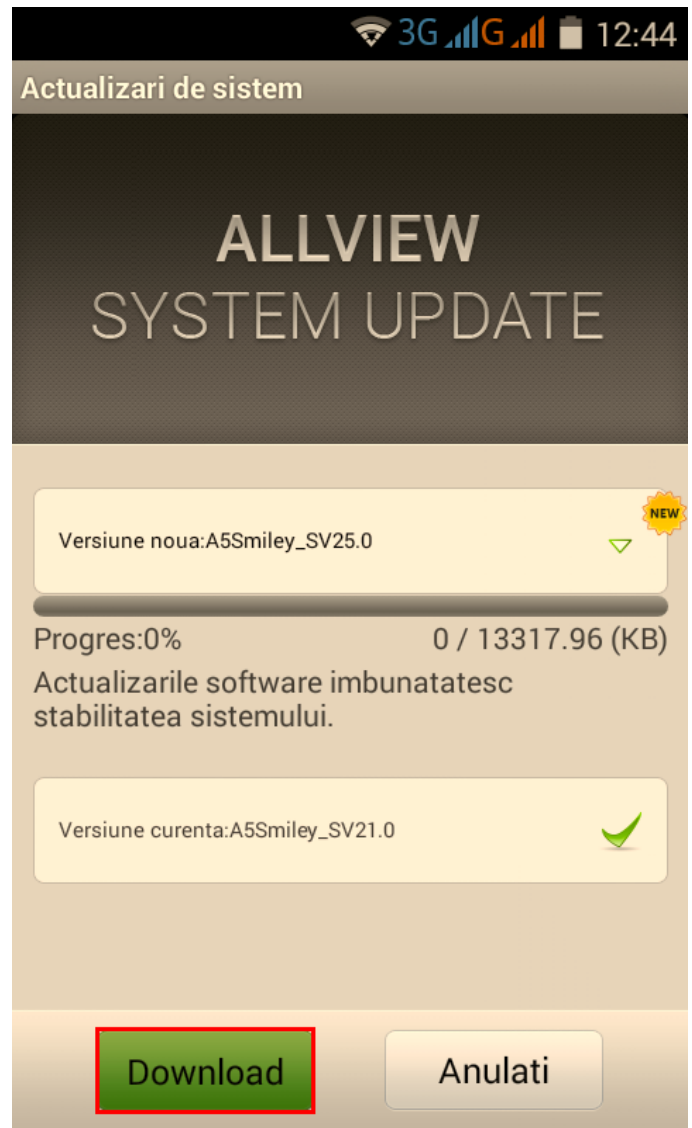 3G G 12:44
Actualizari de sistem
ALLVIEW
SYSTEM UPDATE
NEW
Versiune noua:A5Smiley_SV25.0
Progres:0% 0 / 13317.96 (KB)
Actualizarile software imbunatatesc
stabilitatea sistemului.
Versiune curenta:A5Smiley_SV21.0
Download Anulati